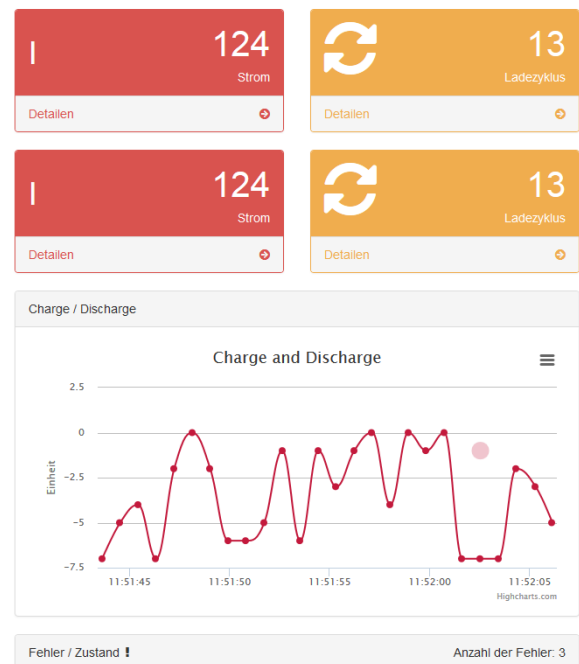 I 124
Strom
Detailen
13
Ladezyklus
Detailen
I 124
Strom
Detailen
13
Ladezyklus
Detailen
Charge / Discharge
Charge and Discharge
Einheit
2.5
0
−2.5
−5
−7.5
11:51:45 11:51:50 11:51:55 11:52:00 11:52:05
Highcharts.com
Fehler / Zustand ! Anzahl der Fehler: 3